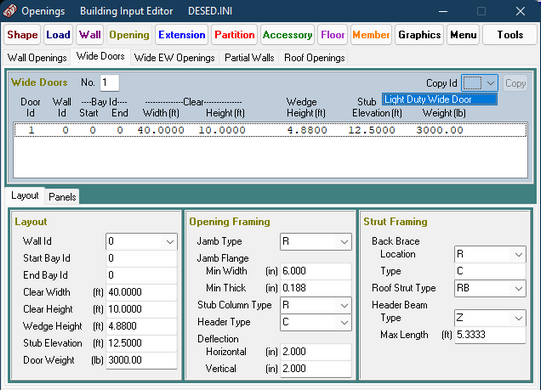 Openings Building Input Editor DESED.INI
Shape Load Wall Opening Extension Partition Accessory Floor Member Graphics Menu Tools
Wall Openings Wide Doors Wide EW Openings Partial Walls Roof Openings
Wide Doors No. 1 Copy Id Copy
Light Duty Wide Door
Door Wall ----Bay Id---- --------------Clear-------------- Wedge Stub Door
Id Id Start End Width(ft) Height(ft) Height(ft) Elevation(ft) Weight(lb)
1 0 0 0 40.0000 10.0000 4.8800 12.5000 3000.00
Layout Panels
Layout
Wall Id 0
Start Bay Id 0
End Bay Id 0
Clear Width (ft) 40.0000
Clear Height (ft) 10.0000
Wedge Height (ft) 4.8800
Stub Elevation (ft) 12.5000
Door Weight (lb) 3000.00
Opening Framing
Jamb Type R
Jamb Flange
Min Width (in) 6.000
Min Thick (in) 0.188
Stub Column Type R
Header Type C
Deflection
Horizontal (in) 2.000
Vertical (in) 2.000
Strut Framing
Back Brace
Location R
Type C
Roof Strut Type RB
Header Beam
Type Z
Max Length (ft) 5.3333